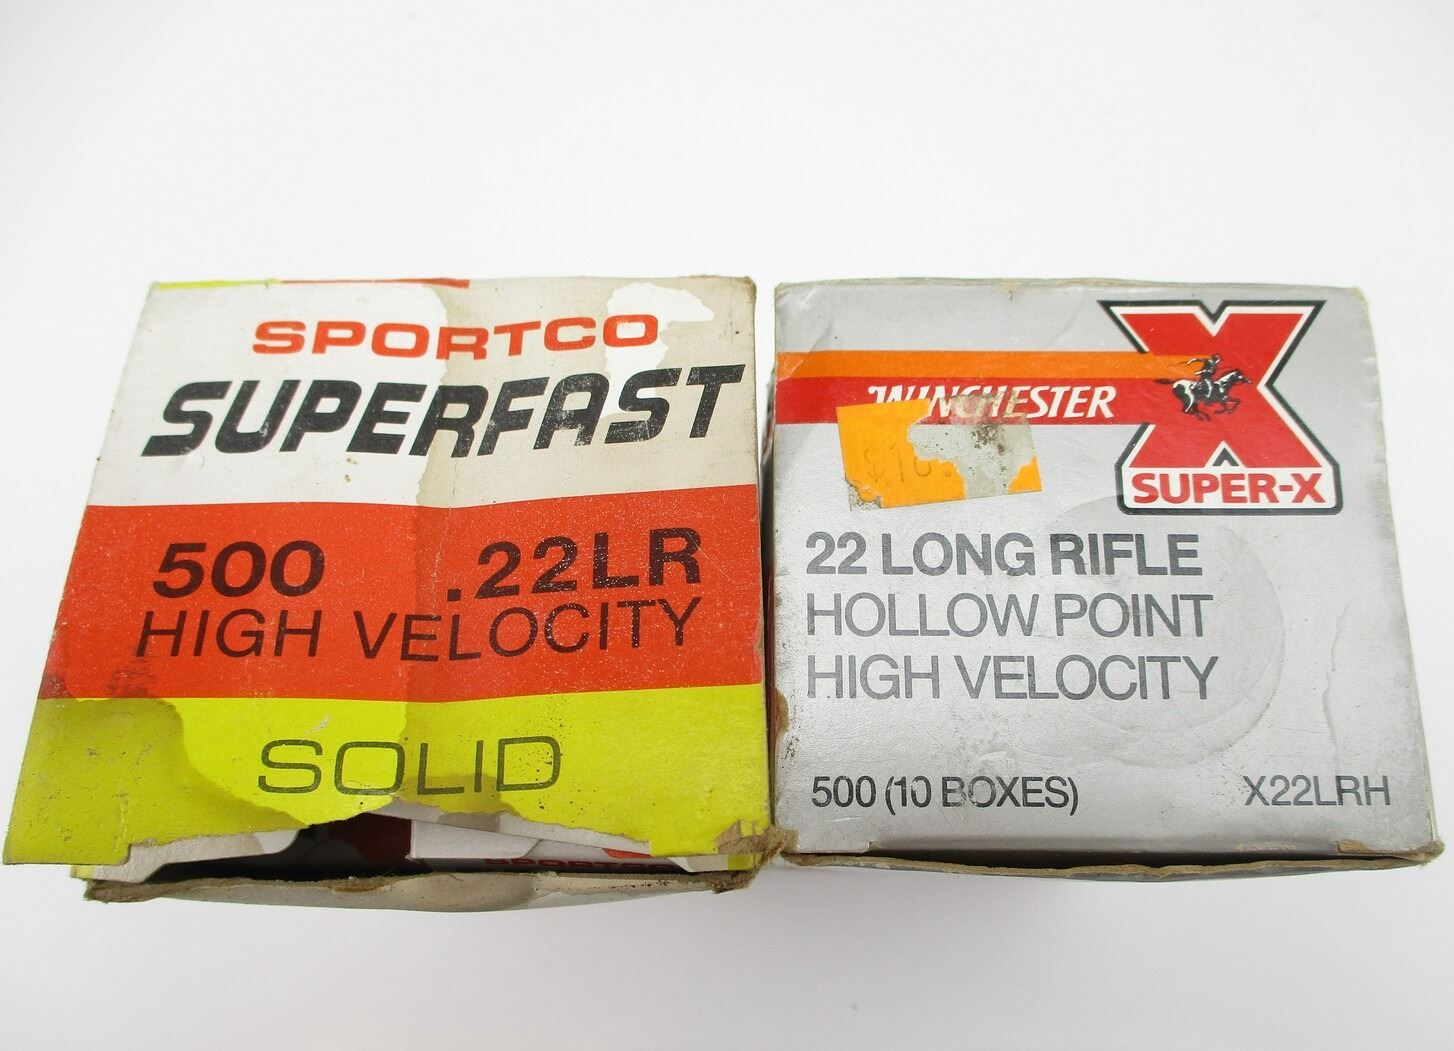 SPORTCO
SUPERFAST
500 .22LR
HIGH VELOCITY
SOLID
WINCHESTER
SUPER-X
22 LONG RIFLE
HOLLOW POINT
HIGH VELOCITY
500 (10 BOXES) X22LRH